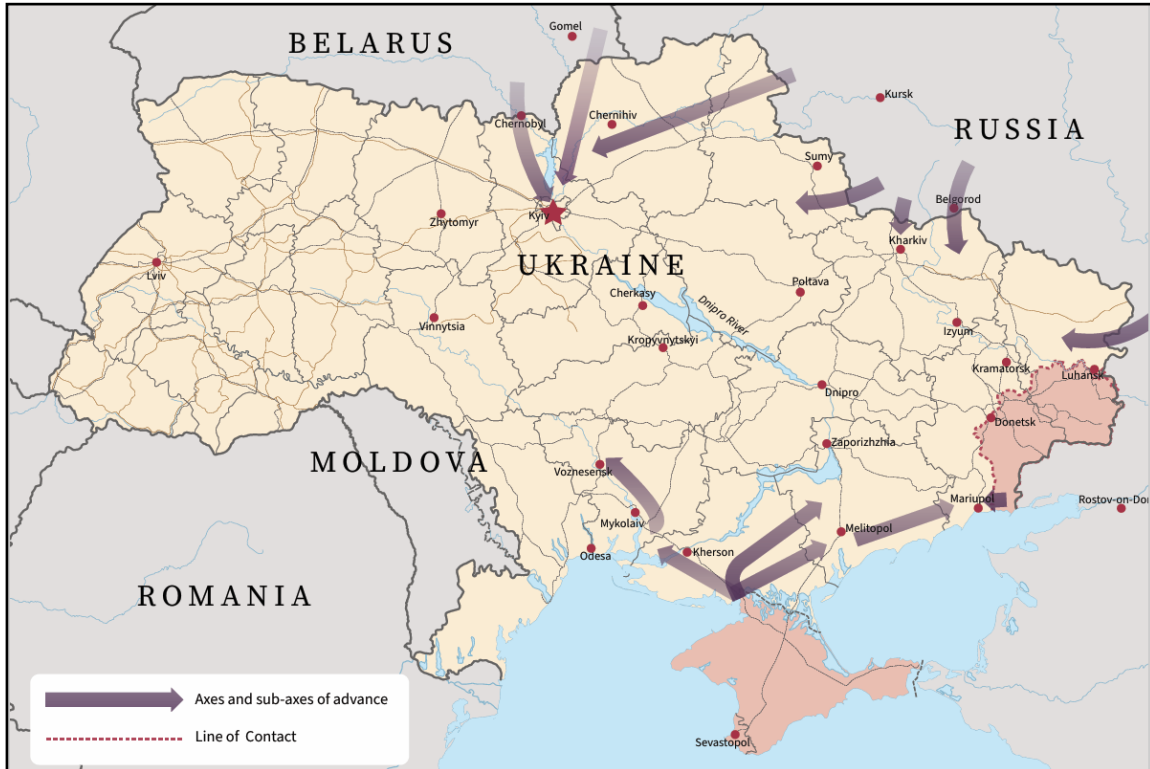 Gomel
BELARUS
Kursk
Chernobyl
Chernihiv
RUSSIA
Sumy
Belgorod
Zhytomyr
Kyiv
Kharkiv
Lviv
UKRAINE
Poltava
Cherkasy
Dnipro River
Vinnytsia
Izyum
Kropyvnytskyi
Kramatorsk
Luhansk
Dnipro
Donetsk
Zaporizhzhia
MOLDOVA
Voznesensk
Mariupol
Rostov-on-Don
Mykolaiv
Melitopol
Odesa
Kherson
ROMANIA
Axes and sub-axes of advance
Line of Contact
Sevastopol